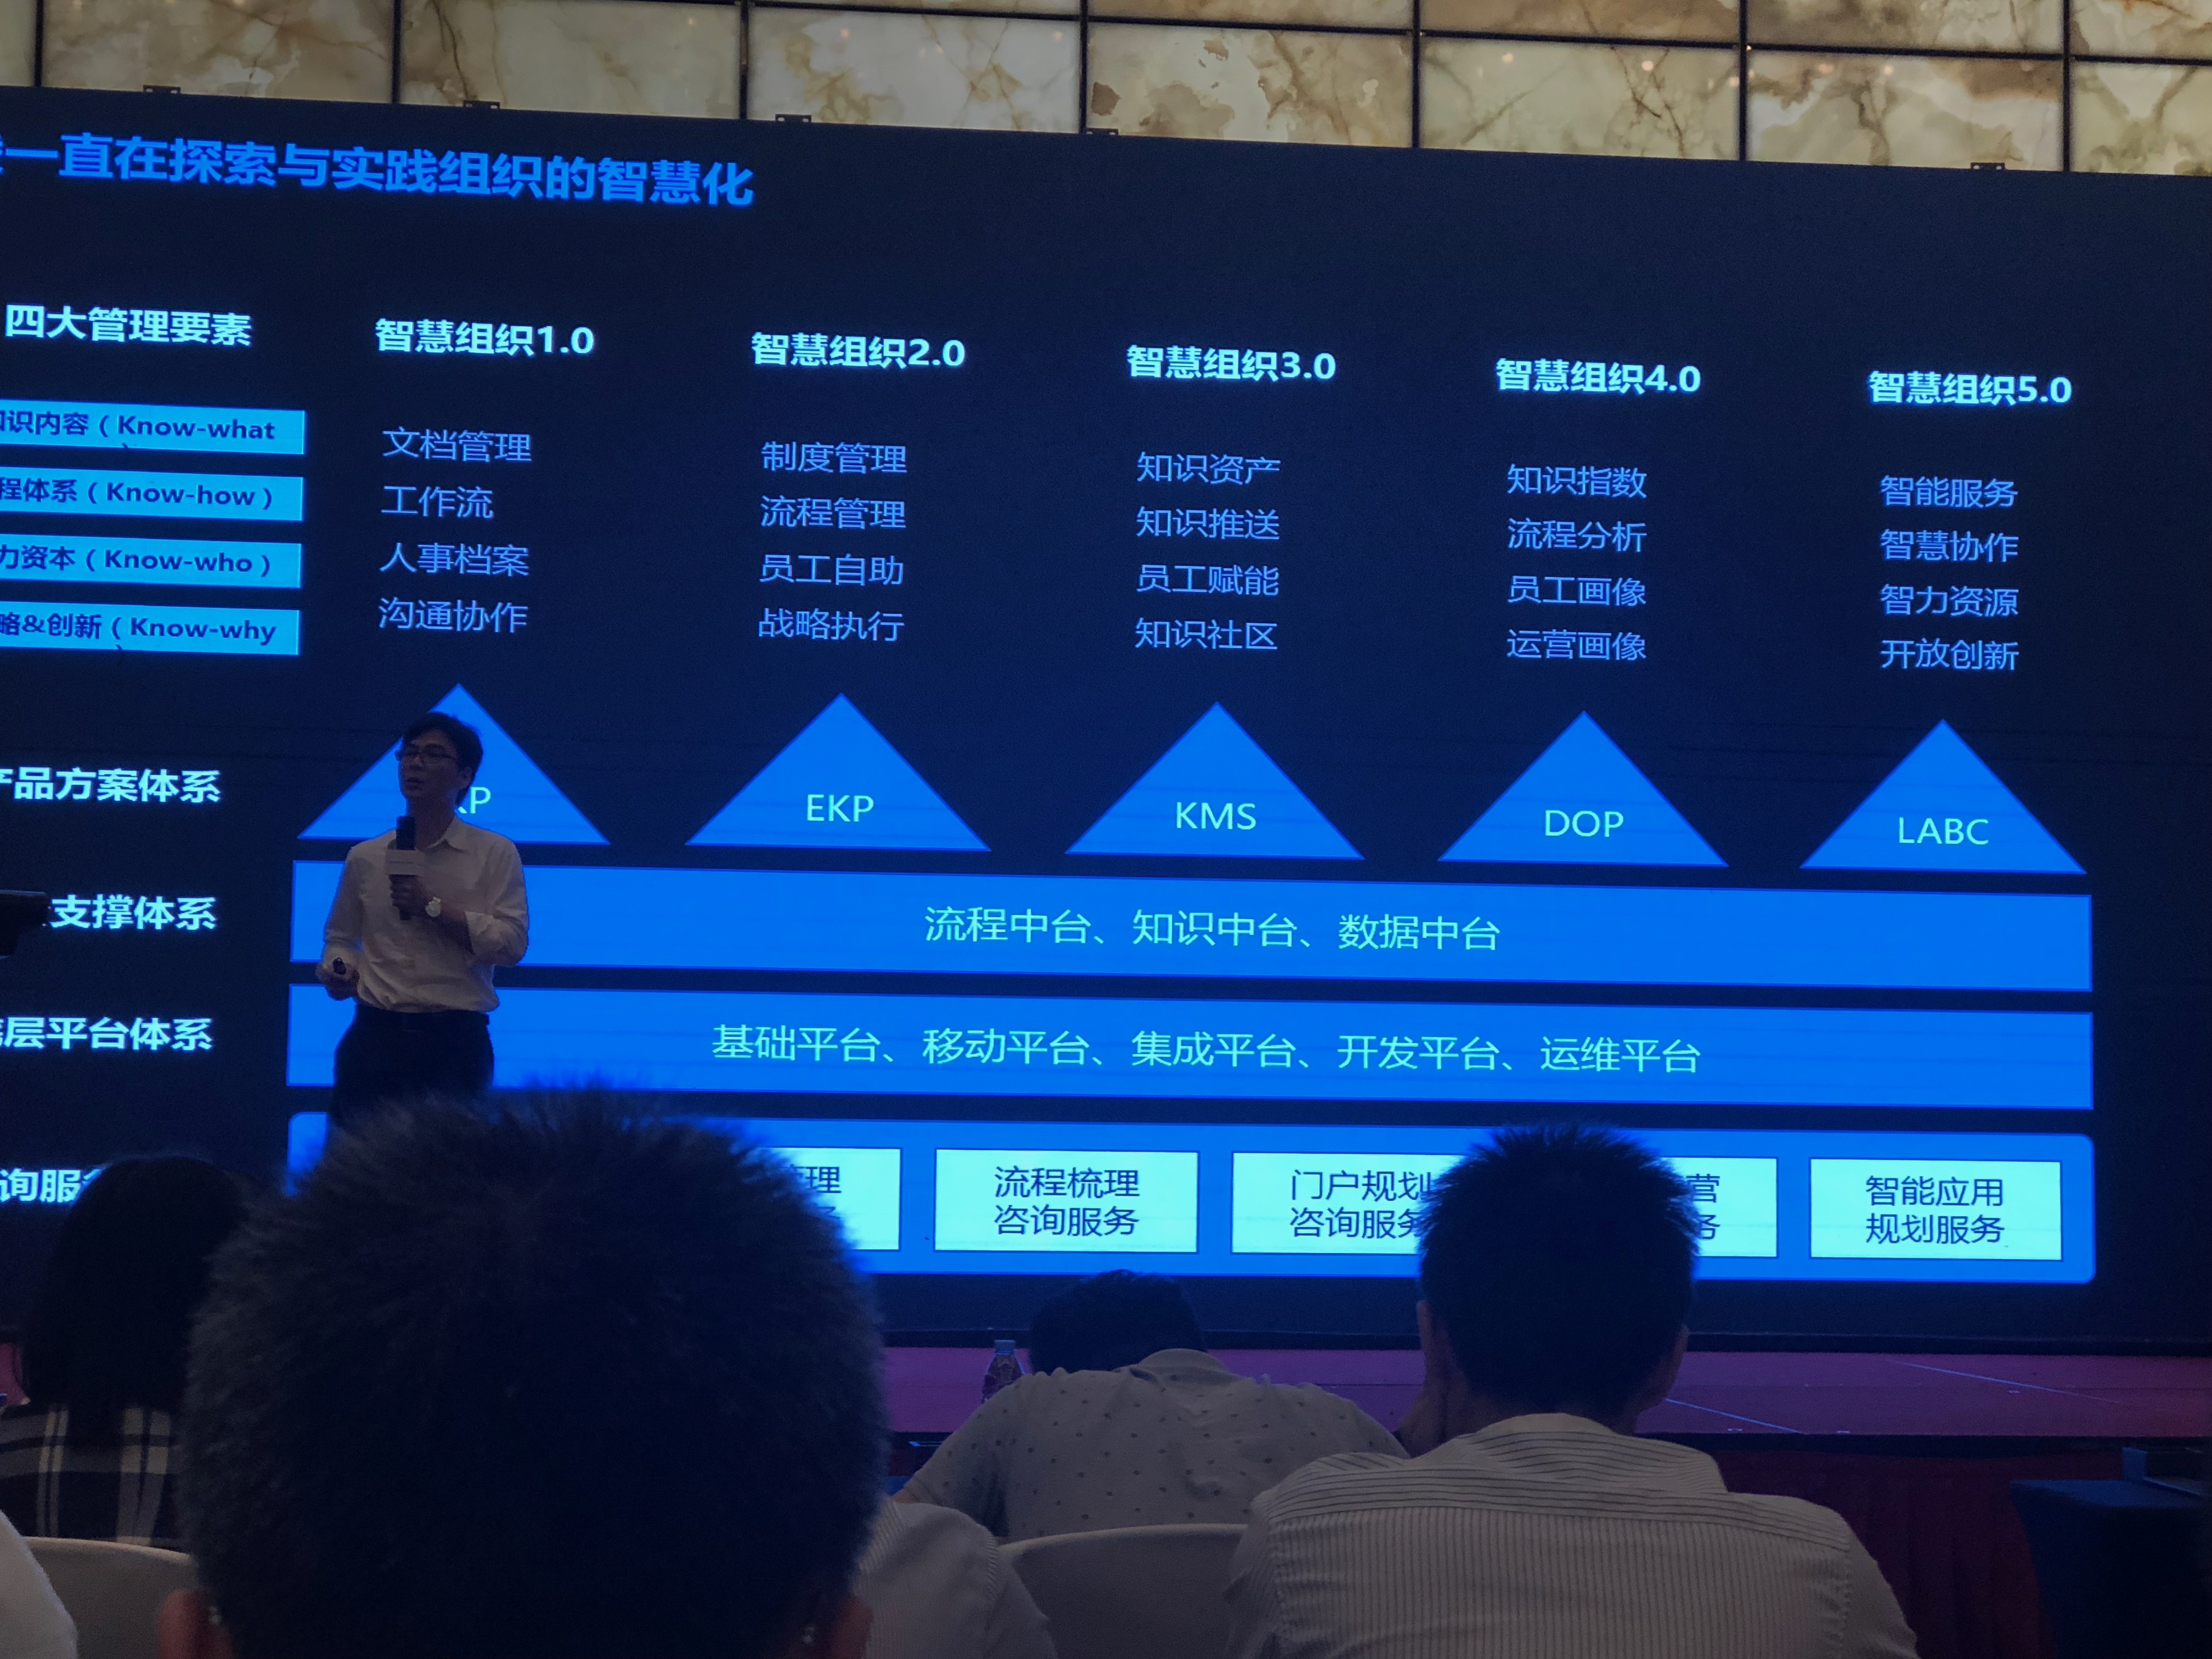 一直在探索与实践组织的智慧化
四大管理要素 智慧组织1.0 智慧组织2.0 智慧组织3.0 智慧组织4.0 智慧组织5.0
识内容（Know-what
）
程体系（Know-how）
力资本（Know-who）
略&创新（Know-why
）
文档管理
工作流
人事档案
沟通协作
制度管理
流程管理
员工自助
战略执行
知识资产
知识推送
员工赋能
知识社区
知识指数
流程分析
员工画像
运营画像
智能服务
智慧协作
智力资源
开放创新
品方案体系 KP EKP KMS DOP LABC
支撑体系 流程中台、知识中台、数据中台
层平台体系 基础平台、移动平台、集成平台、开发平台、运维平台
询服
理
流程梳理
咨询服务
门户规划
咨询服务
营
务
智能应用
规划服务